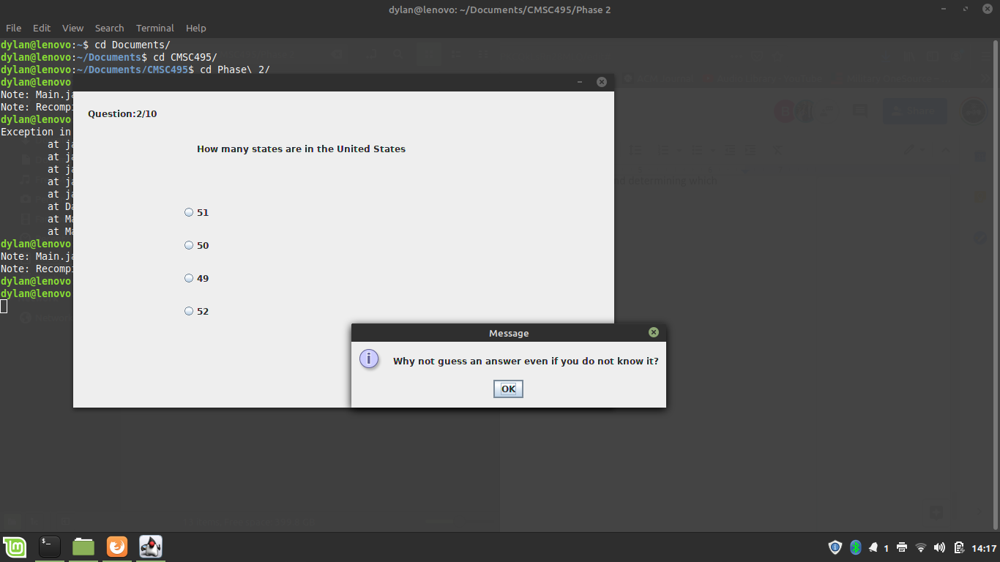 dylan@lenovo: ~/Documents/CMSC495/Phase 2
File Edit View Search Terminal Help
dylan@lenovo:~$ cd Documents/
dylan@lenovo:~/Documents$ cd CMSC495/
dylan@lenovo:~/Documents/CMSC495$ cd Phase\ 2/
dylan@lenovo
Note: Main.ja
Note: Recompi
dylan@lenovo
Exception in
at ja
at ja
at ja
at ja
at ja
at Da
at Ma
at Ma
dylan@lenovo
Note: Main.ja
Note: Recompi
dylan@lenovo
dylan@lenovo
Question:2/10
How many states are in the United States
51
50
49
52
Message
Why not guess an answer even if you do not know it?
OK
Share
nd determining which
$_
1
14:17